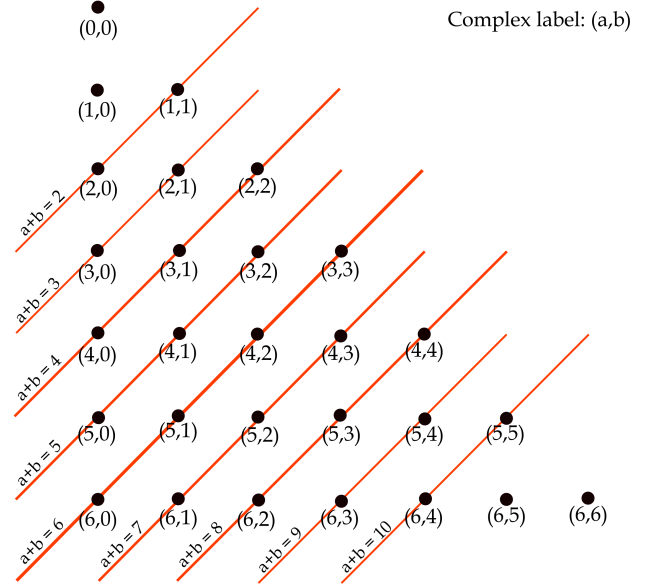 Complex label: (a,b)
(0,0)
(1,0) (1,1)
(2,0) (2,1) (2,2)
a+b = 2
(3,0) (3,1) (3,2) (3,3)
a+b = 3
(4,0) (4,1) (4,2) (4,3) (4,4)
a+b = 4
(5,0) (5,1) (5,2) (5,3) (5,4) (5,5)
a+b = 5
(6,0) (6,1) (6,2) (6,3) (6,4) (6,5) (6,6)
a+b = 6
a+b = 7
a+b = 8
a+b = 9
a+b = 10